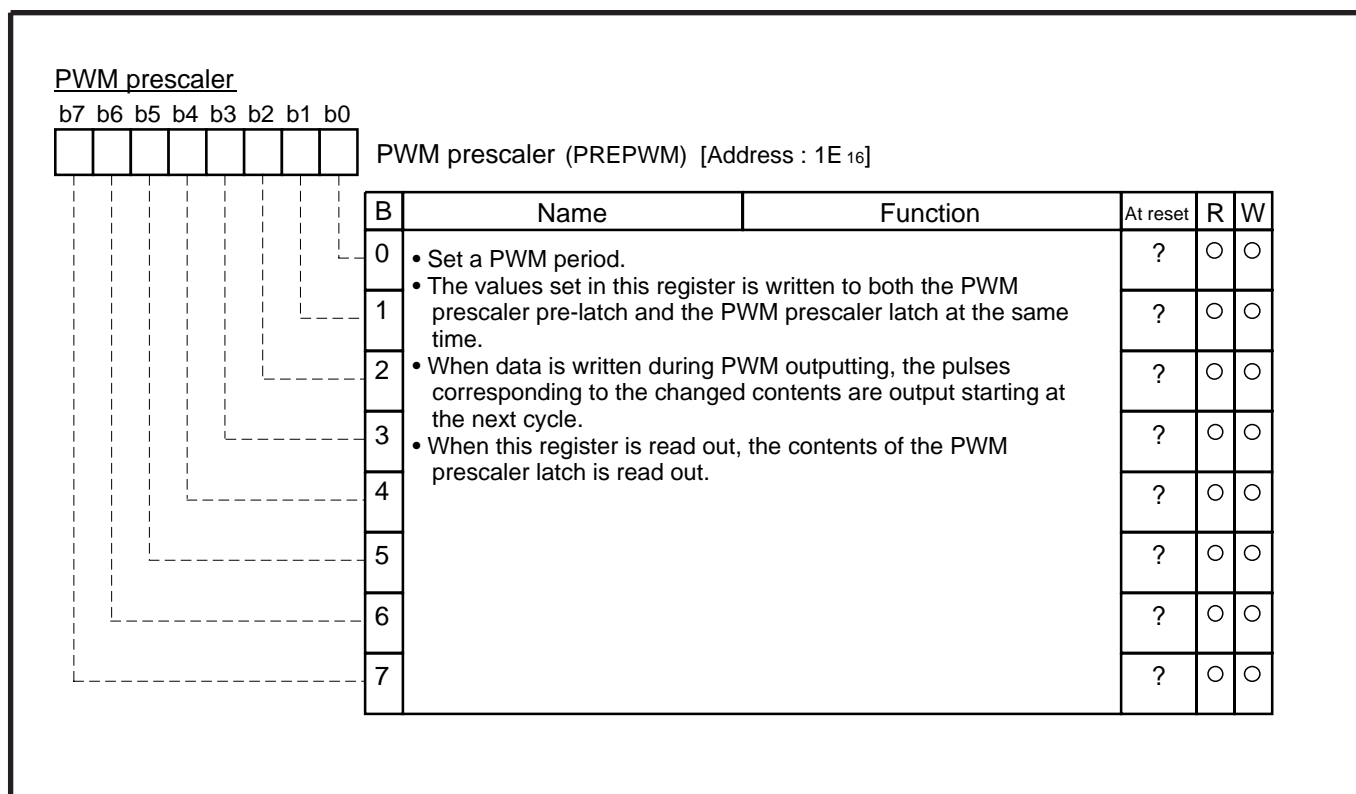 PWM prescaler
b7 b6 b5 b4 b3 b2 b1 b0
PWM prescaler (PREPWM) [Address : 1E 16]
B Name Function At reset R W
0 ? ○ ○
• Set a PWM period.
• The values set in this register is written to both the PWM
1 prescaler pre-latch and the PWM prescaler latch at the same ? ○ ○
time.
2 • When data is written during PWM outputting, the pulses ? ○ ○
corresponding to the changed contents are output starting at
the next cycle.
3 ? ○ ○
• When this register is read out, the contents of the PWM
prescaler latch is read out.
4 ? ○ ○
5 ? ○ ○
6 ? ○ ○
7 ? ○ ○